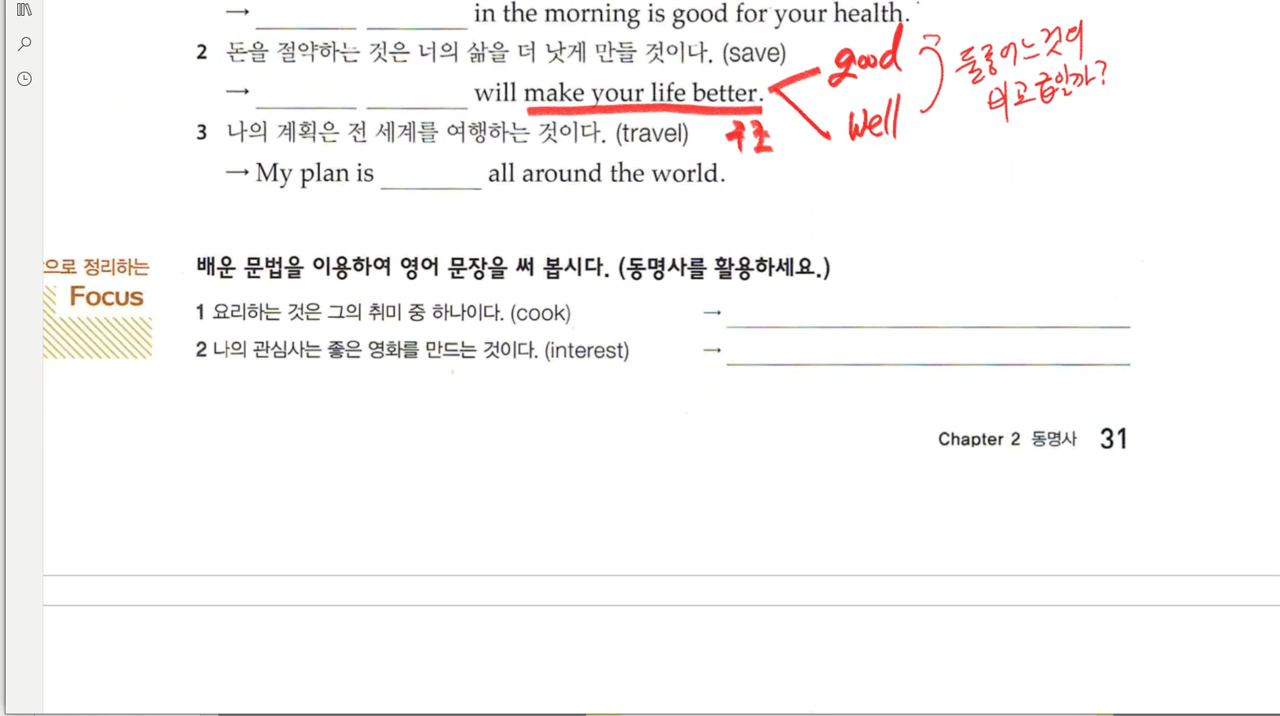 → ________ ________ in the morning is good for your health.
2 돈을 절약하는 것은 너의 삶을 더 낫게 만들 것이다. (save)
→ ________ ________ will make your life better.
good
well
둘중 어느것의
비교급일까?
구조
3 나의 계획은 전 세계를 여행하는 것이다. (travel)
→ My plan is ________ all around the world.
으로 정리하는
Focus
배운 문법을 이용하여 영어 문장을 써 봅시다. (동명사를 활용하세요.)
1 요리하는 것은 그의 취미 중 하나이다. (cook) → ________
2 나의 관심사는 좋은 영화를 만드는 것이다. (interest) → ________
Chapter 2 동명사 31